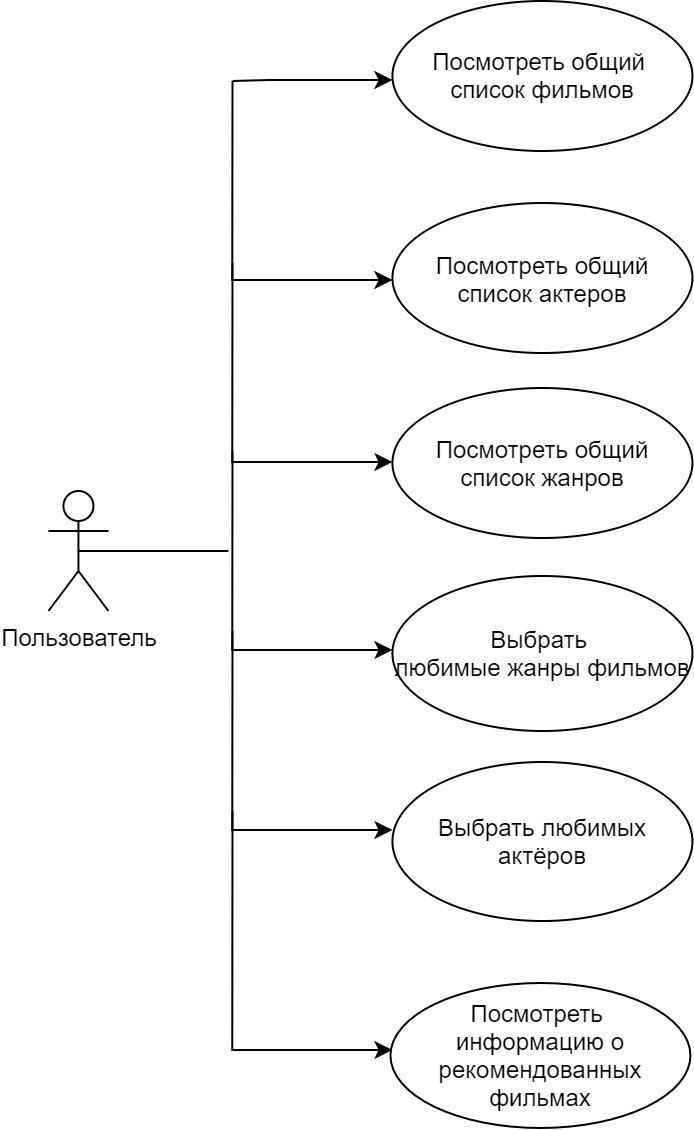 Посмотреть общий
список фильмов
Посмотреть общий
список актеров
Посмотреть общий
список жанров
Пользователь
Выбрать
любимые жанры фильмов
Выбрать любимых
актёров
Посмотреть
информацию о
рекомендованных
фильмах